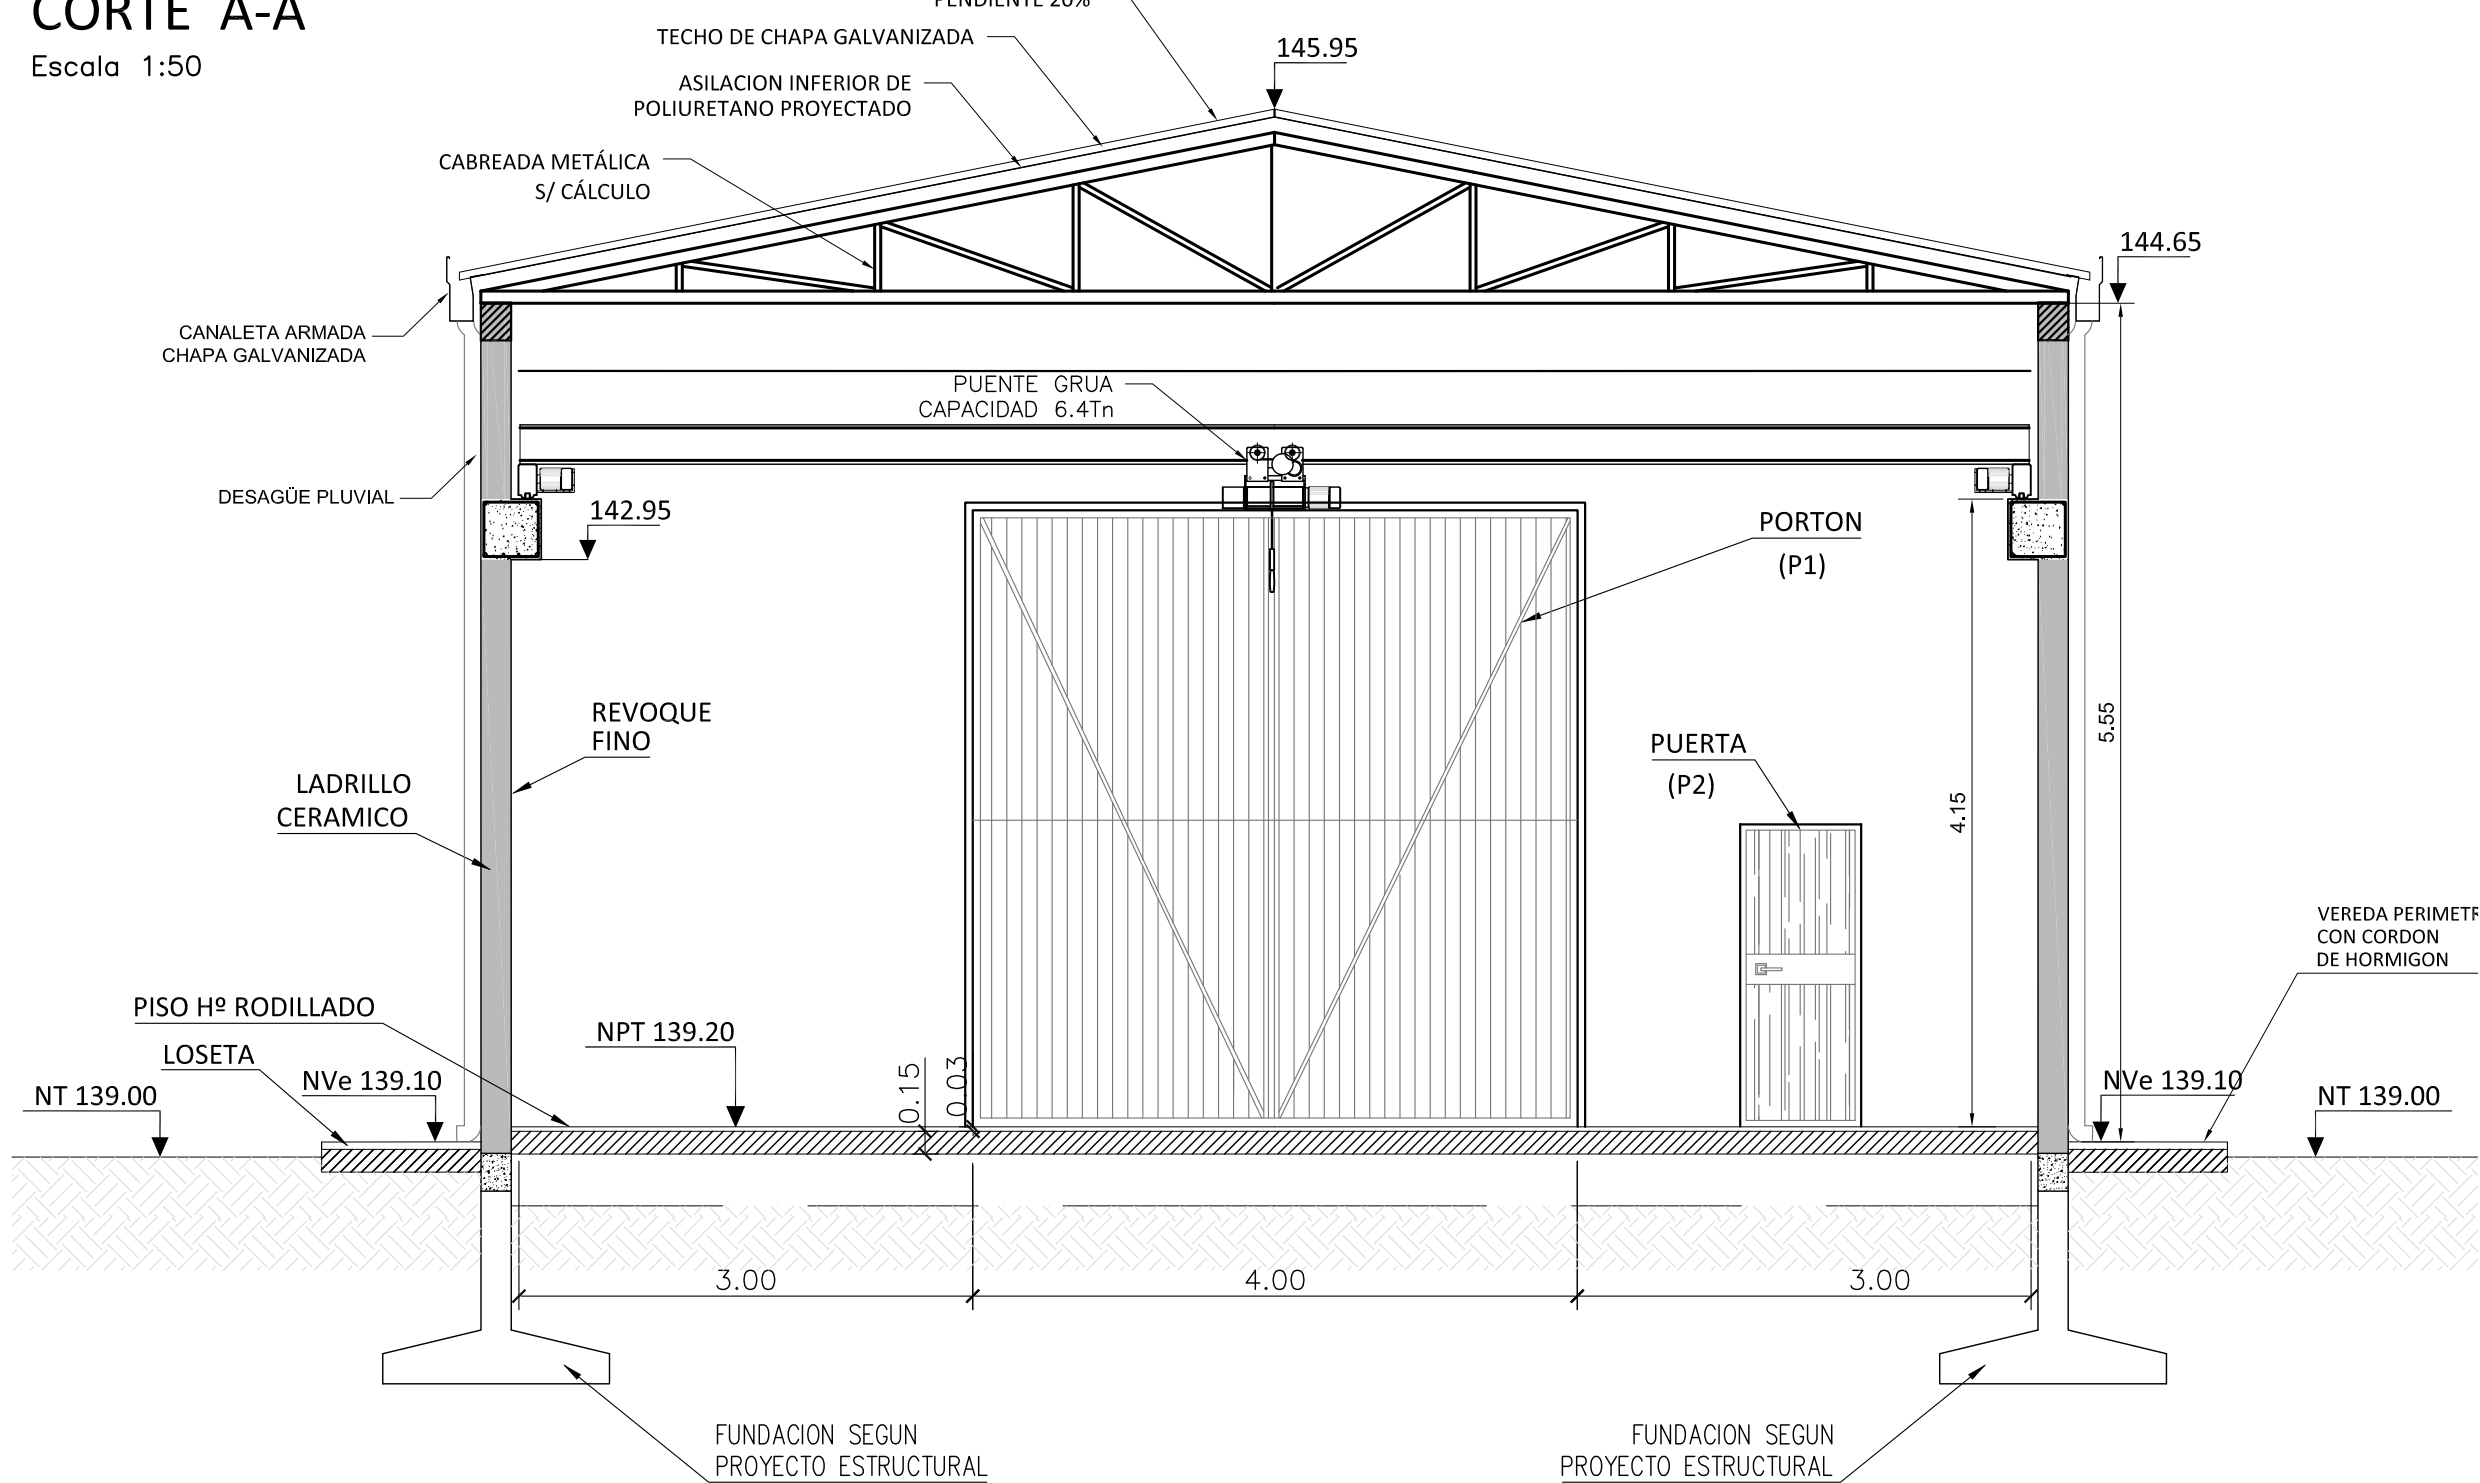 CORTE A-A
Escala 1:50
PENDIENTE 20%
TECHO DE CHAPA GALVANIZADA
145.95
ASILACION INFERIOR DE
POLIURETANO PROYECTADO
CABREADA METÁLICA
S/ CÁLCULO
144.65
CANALETA ARMADA
CHAPA GALVANIZADA
PUENTE GRUA
CAPACIDAD 6.4Tn
DESAGÜE PLUVIAL
142.95
PORTON
(P1)
REVOQUE
FINO
5.55
PUERTA
(P2)
LADRILLO
CERAMICO
4.15
VEREDA PERIMETR
CON CORDON
DE HORMIGON
PISO Hº RODILLADO
NPT 139.20
LOSETA
0.15
0.03
NVe 139.10
NVe 139.10
NT 139.00
NT 139.00
3.00
4.00
3.00
FUNDACION SEGUN
PROYECTO ESTRUCTURAL
FUNDACION SEGUN
PROYECTO ESTRUCTURAL